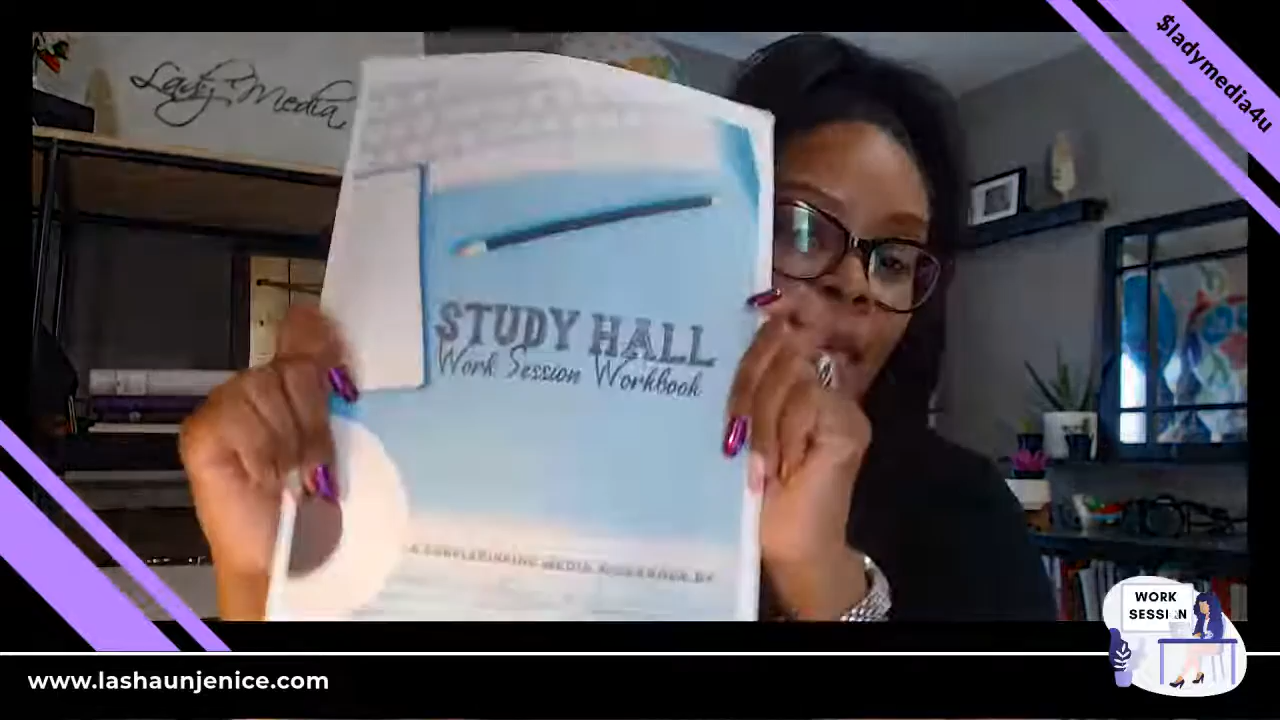 $ladymedia4u
Lady Media
STUDY HALL
Work Session Workbook
WORK
SESSI N
www.lashaunjenice.com